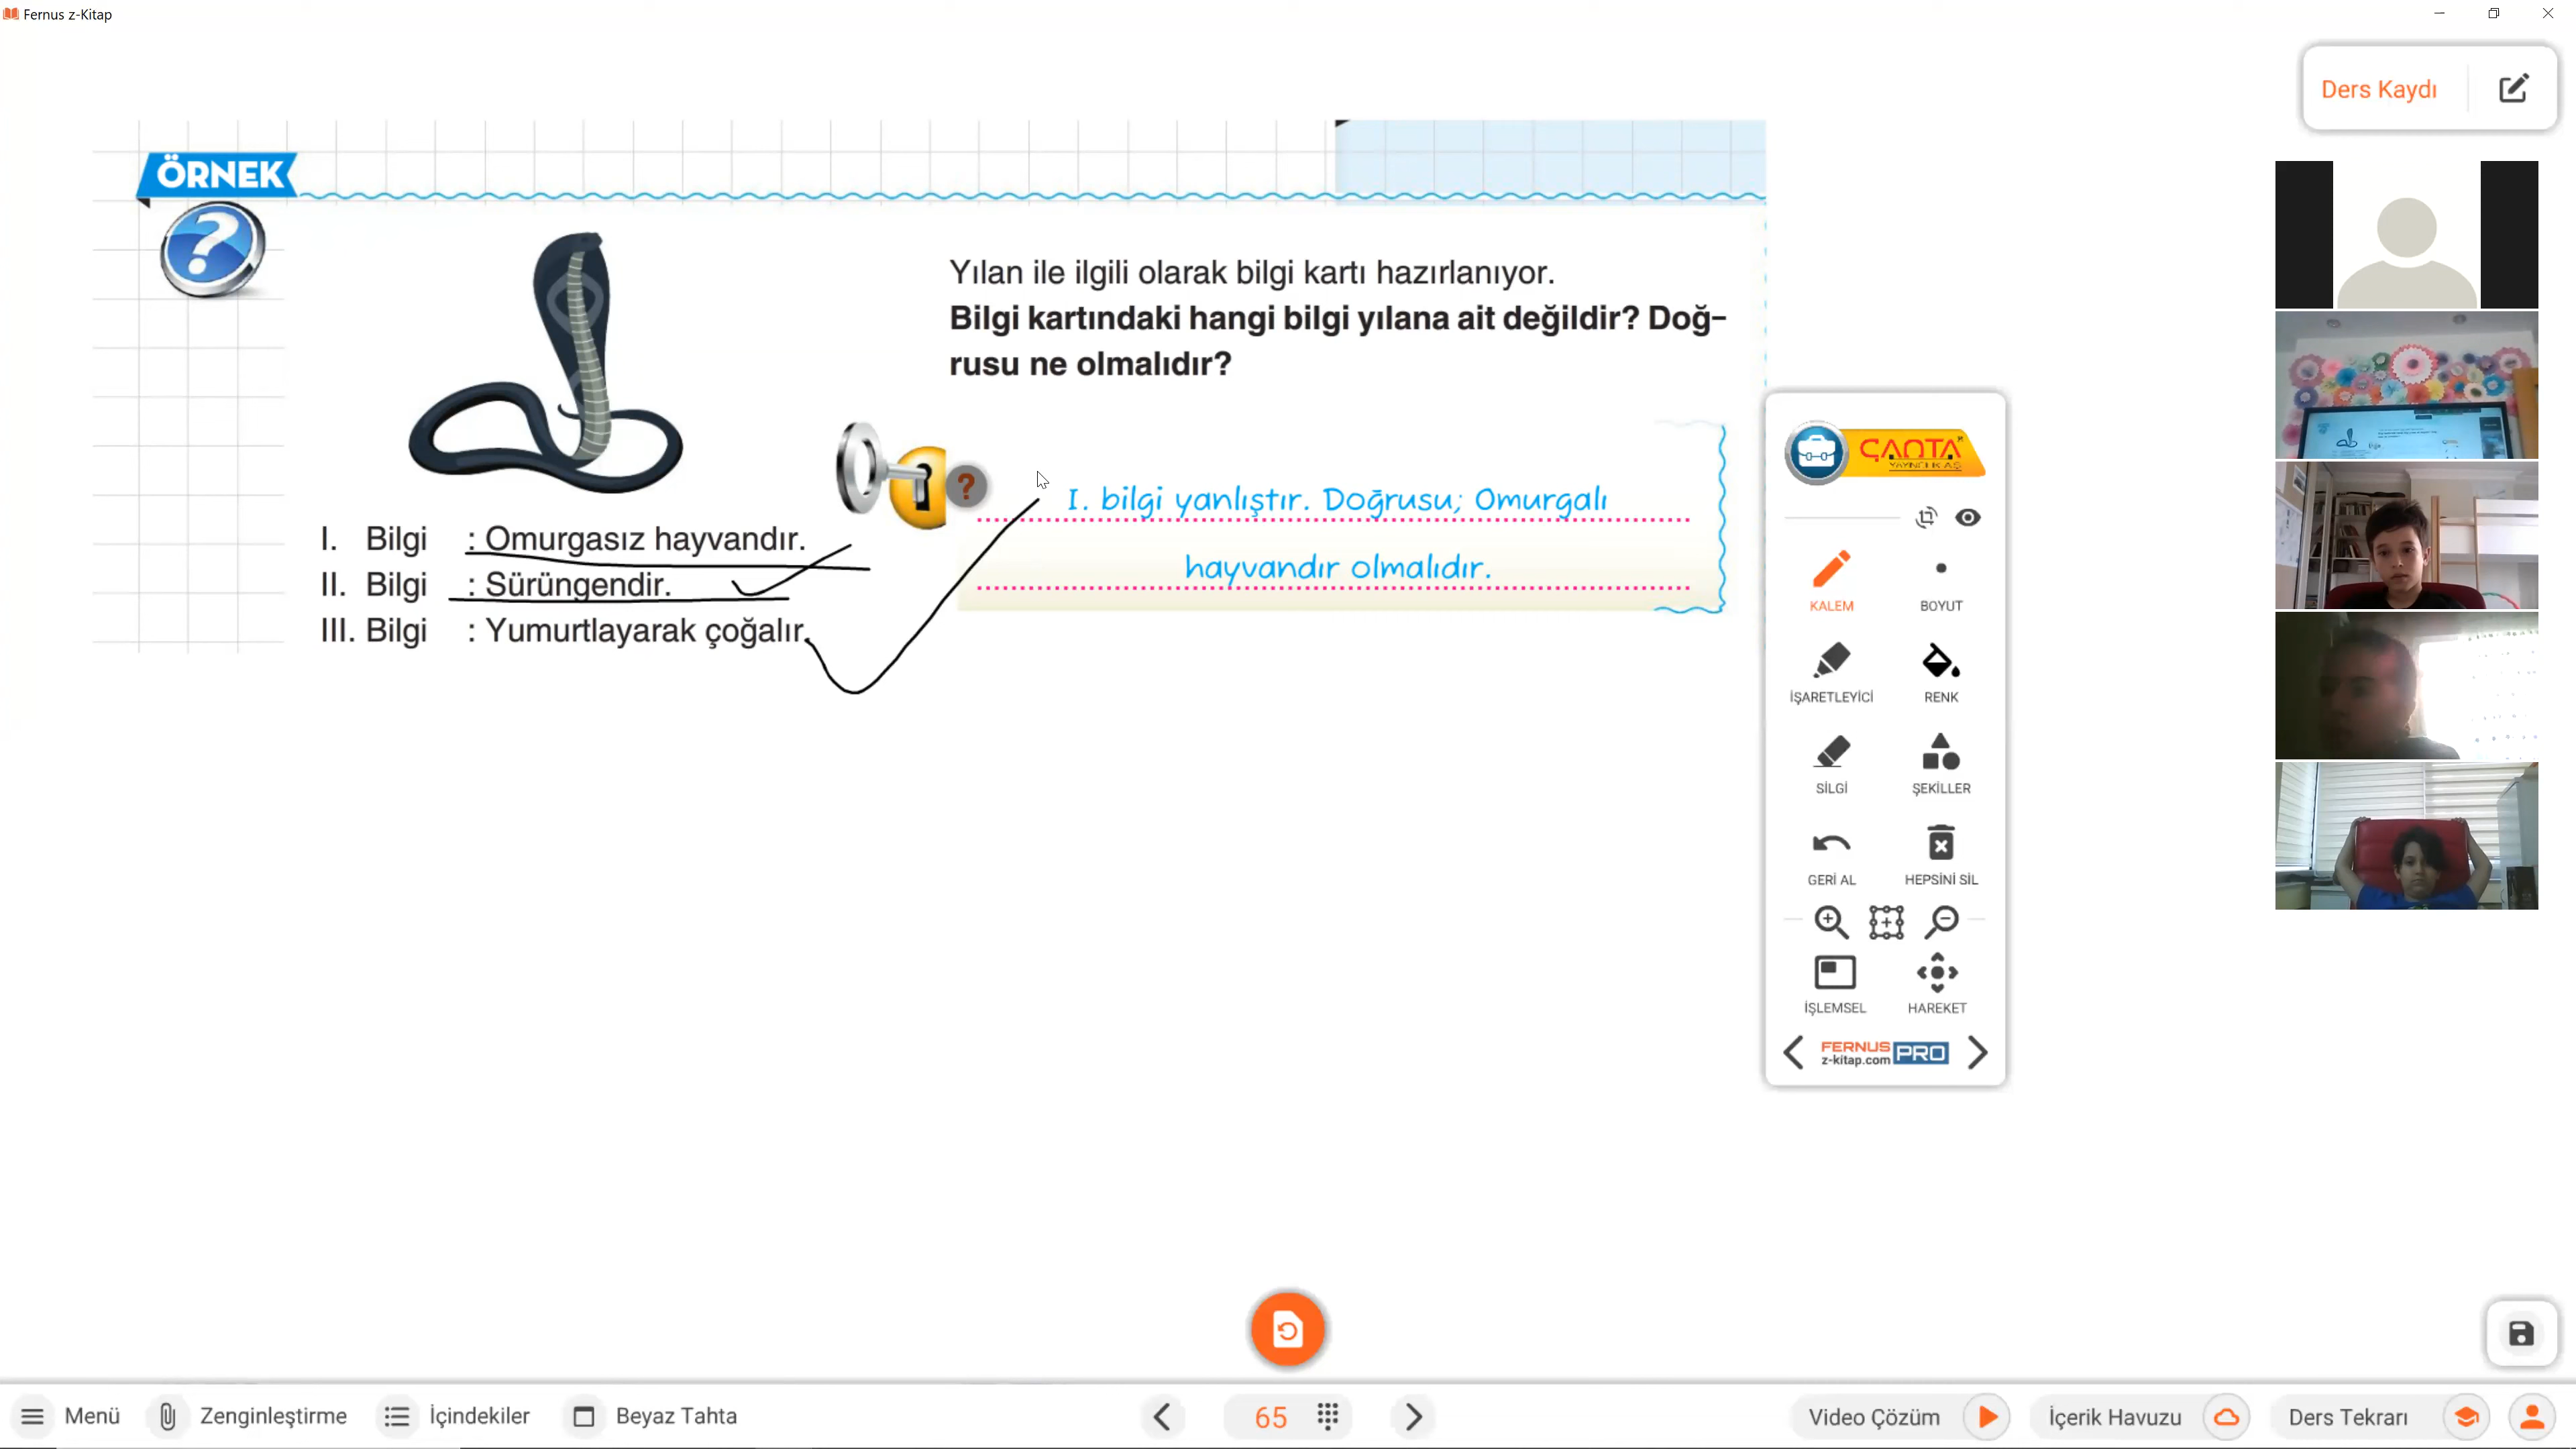 Fernus z-Kitap
Ders Kaydı
ÖRNEK
?
Yılan ile ilgili olarak bilgi kartı hazırlanıyor.
Bilgi kartındaki hangi bilgi yılana ait değildir? Doğ-
rusu ne olmalıdır?
?
I. bilgi yanlıştır. Doğrusu; Omurgalı
hayvandır olmalıdır.
I. Bilgi : Omurgasız hayvandır.
II. Bilgi : Sürüngendir.
III. Bilgi : Yumurtlayarak çoğalır.
ÇANTA
YAYINCILIK A.Ş.
KALEM
BOYUT
İŞARETLEYİCİ
RENK
SİLGİ
ŞEKİLLER
GERİ AL
HEPSİNİ SİL
İŞLEMSEL
HAREKET
FERNUS
z-kitap.com PRO
Menü
Zenginleştirme
İçindekiler
Beyaz Tahta
65
Video Çözüm
İçerik Havuzu
Ders Tekrarı